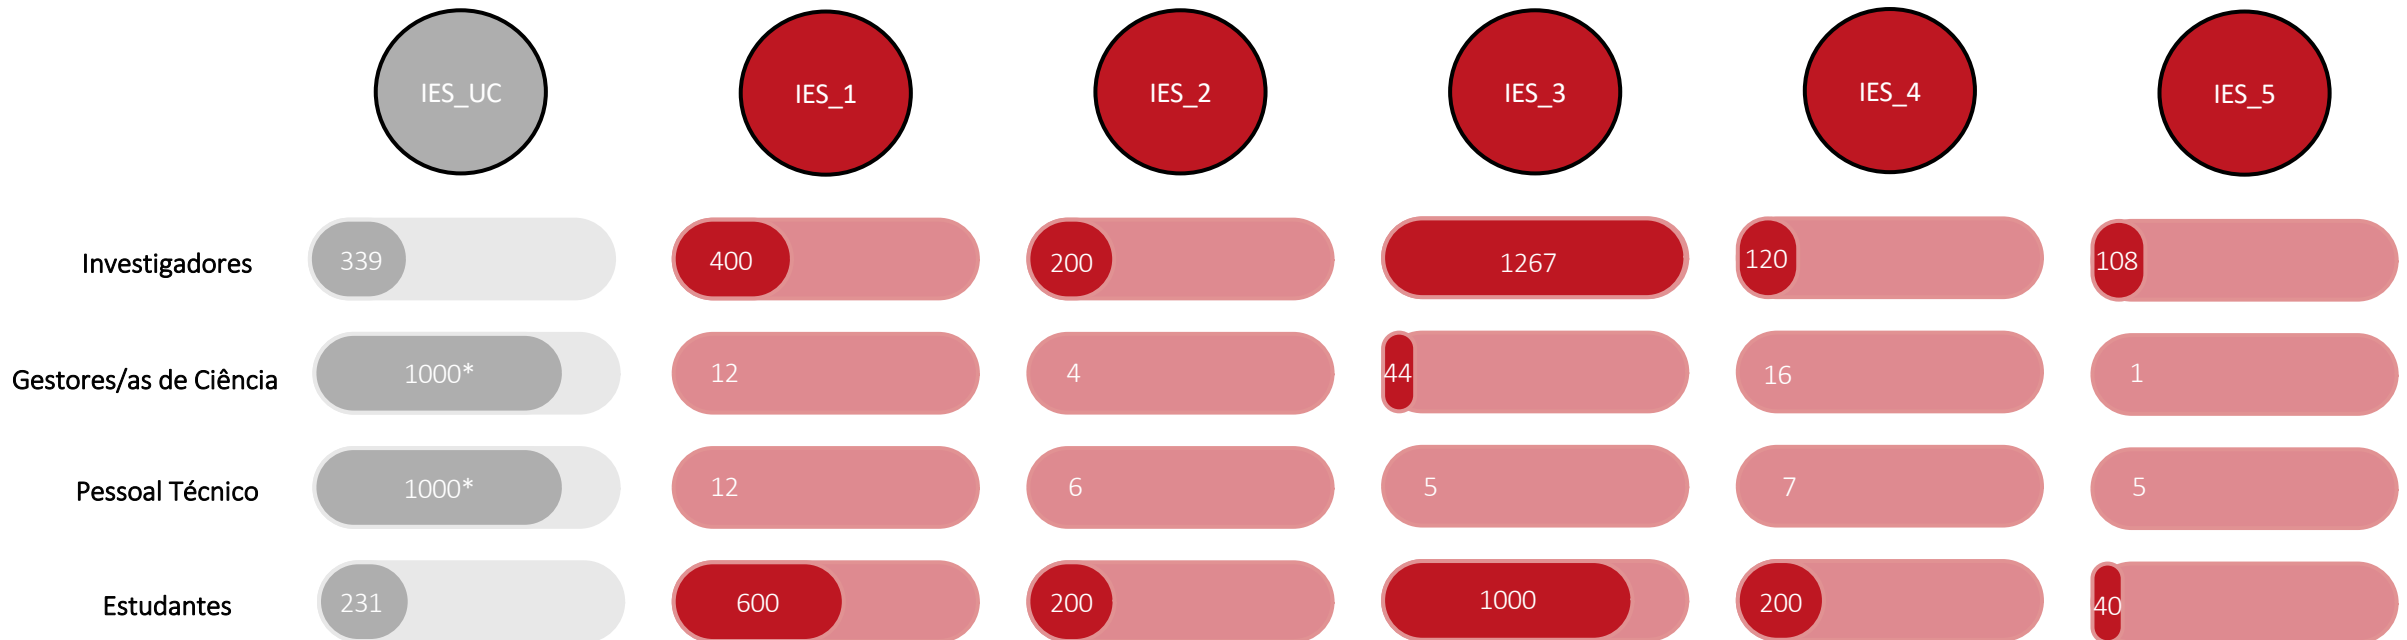 IES_UC IES_1 IES_2 IES_3 IES_4 IES_5
Investigadores 339 400 200 1267 120 108
Gestores/as de Ciência 1000* 12 4 44 16 1
Pessoal Técnico 1000* 12 6 5 7 5
Estudantes 231 600 200 1000 200 40